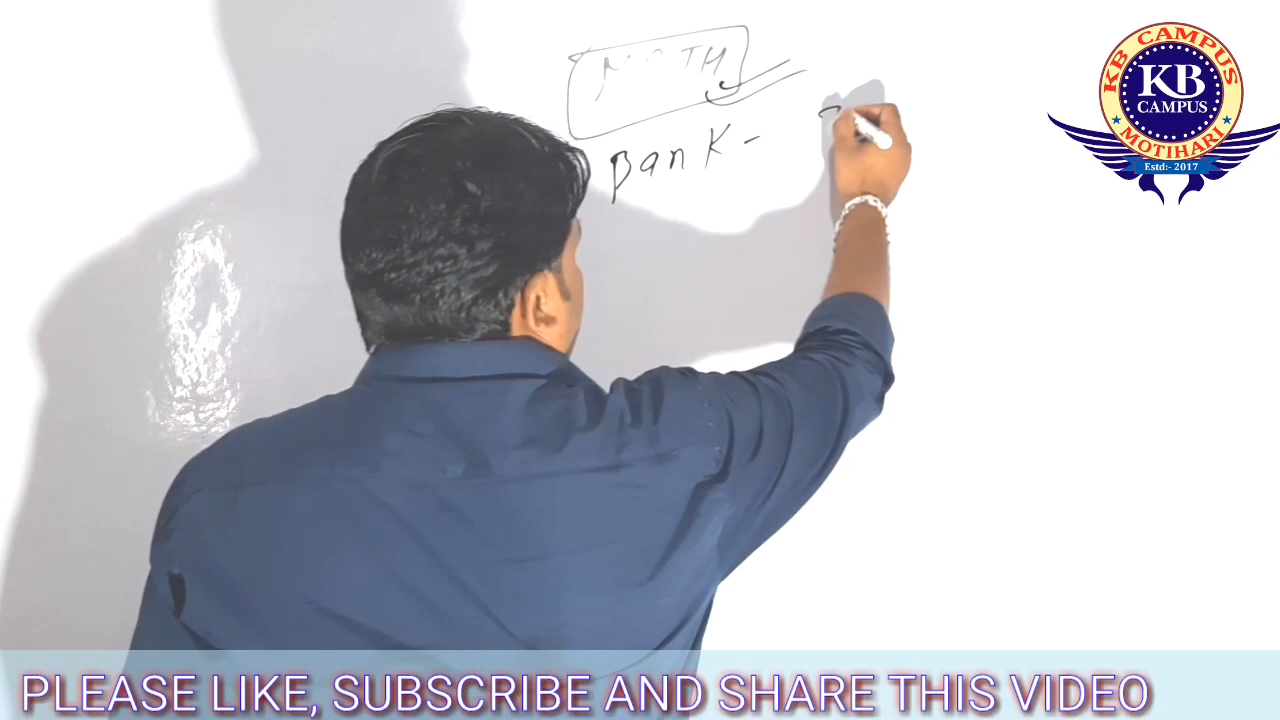 MATH
Bank -
KB CAMPUS
KB
CAMPUS
MOTIHARI
Estd:- 2017
PLEASE LIKE, SUBSCRIBE AND SHARE THIS VIDEO